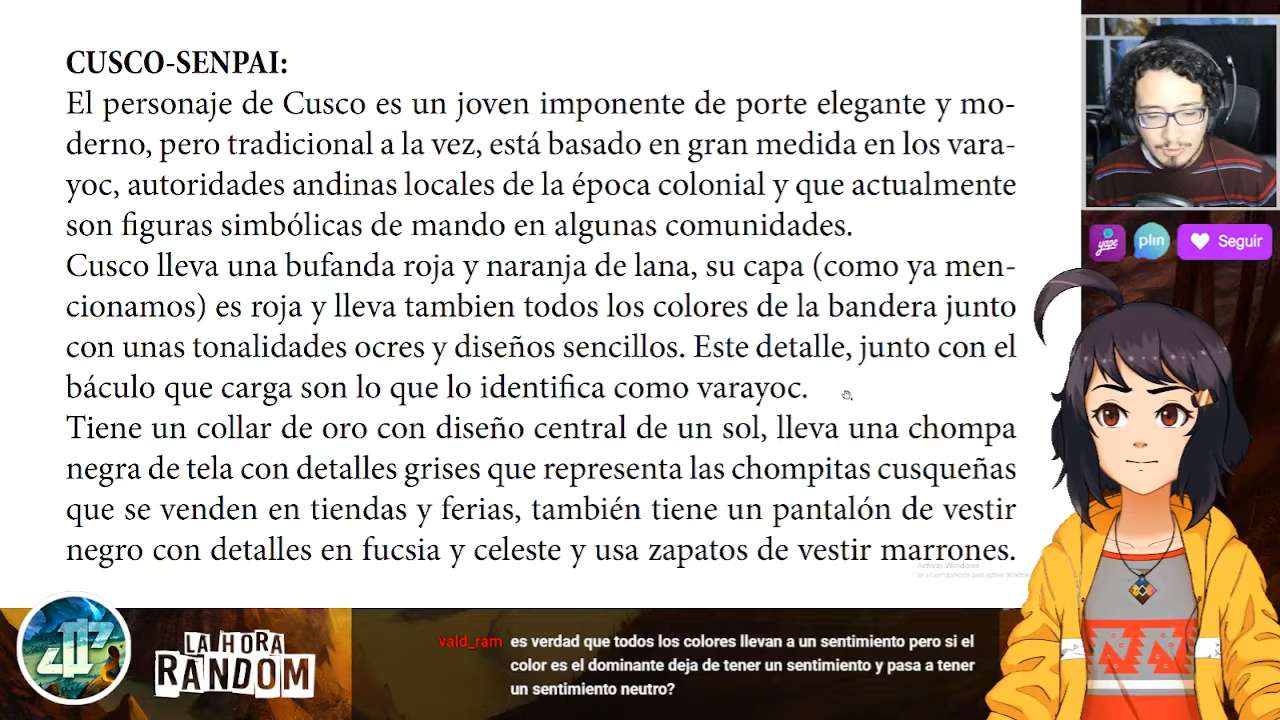 CUSCO-SENPAI:
El personaje de Cusco es un joven imponente de porte elegante y mo-
derno, pero tradicional a la vez, está basado en gran medida en los vara-
yoc, autoridades andinas locales de la época colonial y que actualmente
son figuras simbólicas de mando en algunas comunidades.
Cusco lleva una bufanda roja y naranja de lana, su capa (como ya men-
cionamos) es roja y lleva tambien todos los colores de la bandera junto
con unas tonalidades ocres y diseños sencillos. Este detalle, junto con el
báculo que carga son lo que lo identifica como varayoc.
Tiene un collar de oro con diseño central de un sol, lleva una chompa
negra de tela con detalles grises que representa las chompitas cusqueñas
que se venden en tiendas y ferias, también tiene un pantalón de vestir
negro con detalles en fucsia y celeste y usa zapatos de vestir marrones.
Activar Windows
Ve a Configuración para activar Windows
yape
plin
Seguir
LA HORA
RANDOM
vald_ram es verdad que todos los colores llevan a un sentimiento pero si el
color es el dominante deja de tener un sentimiento y pasa a tener
un sentimiento neutro?